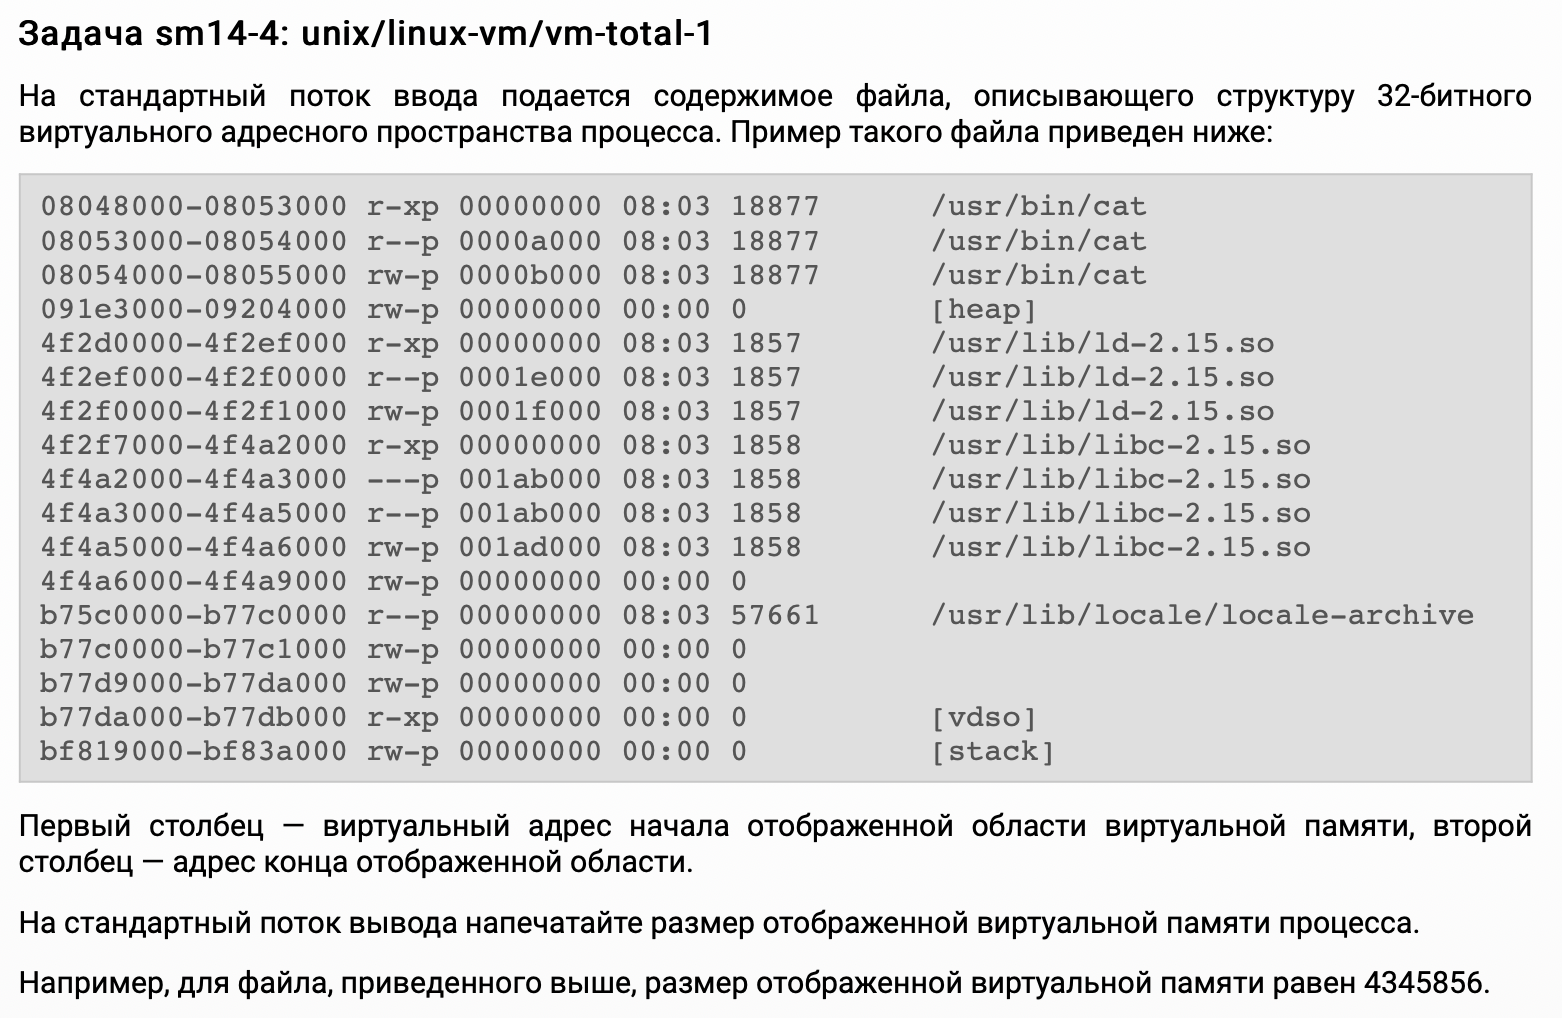 Задача sm14-4: unix/linux-vm/vm-total-1
На стандартный поток ввода подается содержимое файла, описывающего структуру 32-битного
виртуального адресного пространства процесса. Пример такого файла приведен ниже:
08048000-08053000 r-xp 00000000 08:03 18877 /usr/bin/cat
08053000-08054000 r--p 0000a000 08:03 18877 /usr/bin/cat
08054000-08055000 rw-p 0000b000 08:03 18877 /usr/bin/cat
091e3000-09204000 rw-p 00000000 00:00 0 [heap]
4f2d0000-4f2ef000 r-xp 00000000 08:03 1857 /usr/lib/ld-2.15.so
4f2ef000-4f2f0000 r--p 0001e000 08:03 1857 /usr/lib/ld-2.15.so
4f2f0000-4f2f1000 rw-p 0001f000 08:03 1857 /usr/lib/ld-2.15.so
4f2f7000-4f4a2000 r-xp 00000000 08:03 1858 /usr/lib/libc-2.15.so
4f4a2000-4f4a3000 ---p 001ab000 08:03 1858 /usr/lib/libc-2.15.so
4f4a3000-4f4a5000 r--p 001ab000 08:03 1858 /usr/lib/libc-2.15.so
4f4a5000-4f4a6000 rw-p 001ad000 08:03 1858 /usr/lib/libc-2.15.so
4f4a6000-4f4a9000 rw-p 00000000 00:00 0
b75c0000-b77c0000 r--p 00000000 08:03 57661 /usr/lib/locale/locale-archive
b77c0000-b77c1000 rw-p 00000000 00:00 0
b77d9000-b77da000 rw-p 00000000 00:00 0
b77da000-b77db000 r-xp 00000000 00:00 0 [vdso]
bf819000-bf83a000 rw-p 00000000 00:00 0 [stack]
Первый столбец — виртуальный адрес начала отображенной области виртуальной памяти, второй
столбец — адрес конца отображенной области.
На стандартный поток вывода напечатайте размер отображенной виртуальной памяти процесса.
Например, для файла, приведенного выше, размер отображенной виртуальной памяти равен 4345856.